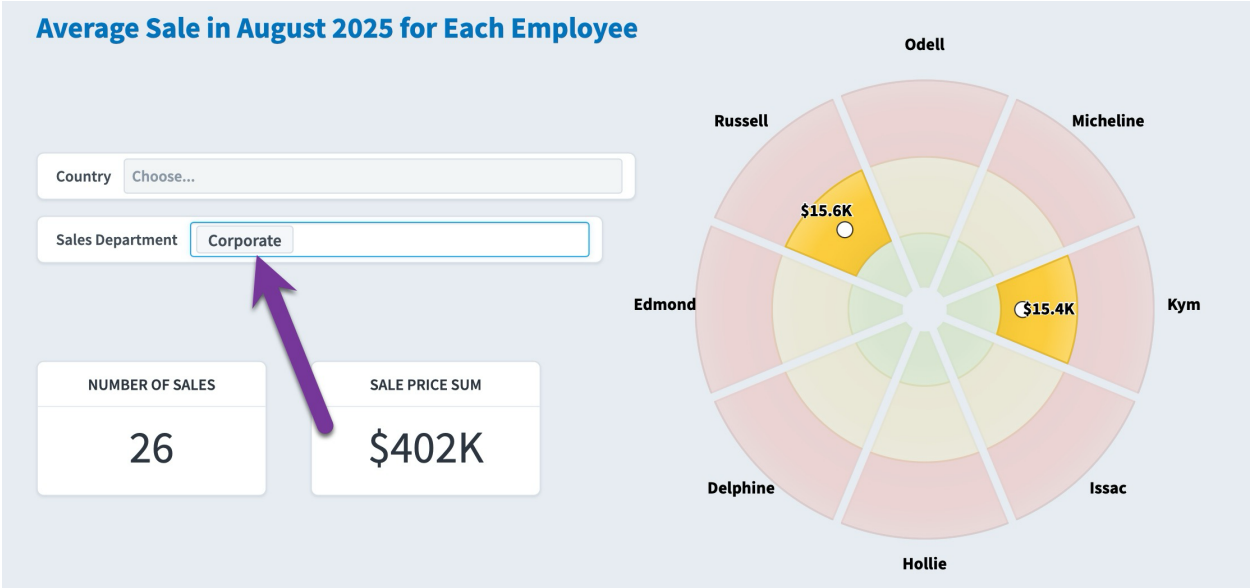 Average Sale in August 2025 for Each Employee
Country
Choose...
Sales Department
Corporate
NUMBER OF SALES
26
SALE PRICE SUM
$402K
Odell
Russell
Micheline
$15.6K
Edmond
$15.4K
Kym
Delphine
Issac
Hollie